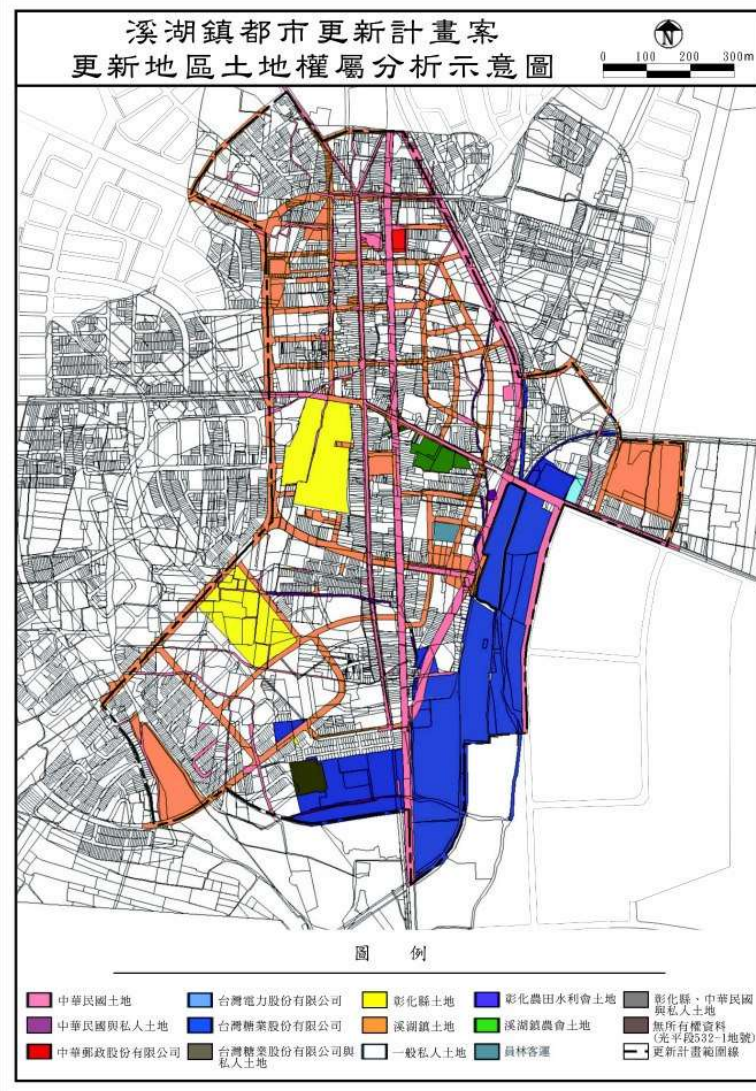 溪湖鎮都市更新計畫案
更新地區土地權屬分析示意圖
N
0 100 200 300m
圖 例
中華民國土地
台灣電力股份有限公司
彰化縣土地
彰化農田水利會土地
彰化縣、中華民國
與私人土地
中華民國與私人土地
台灣糖業股份有限公司
溪湖鎮土地
溪湖鎮農會土地
無所有權資料
(光平段532-1地號)
中華郵政股份有限公司
台灣糖業股份有限公司與
私人土地
一般私人土地
員林客運
更新計畫範圍線